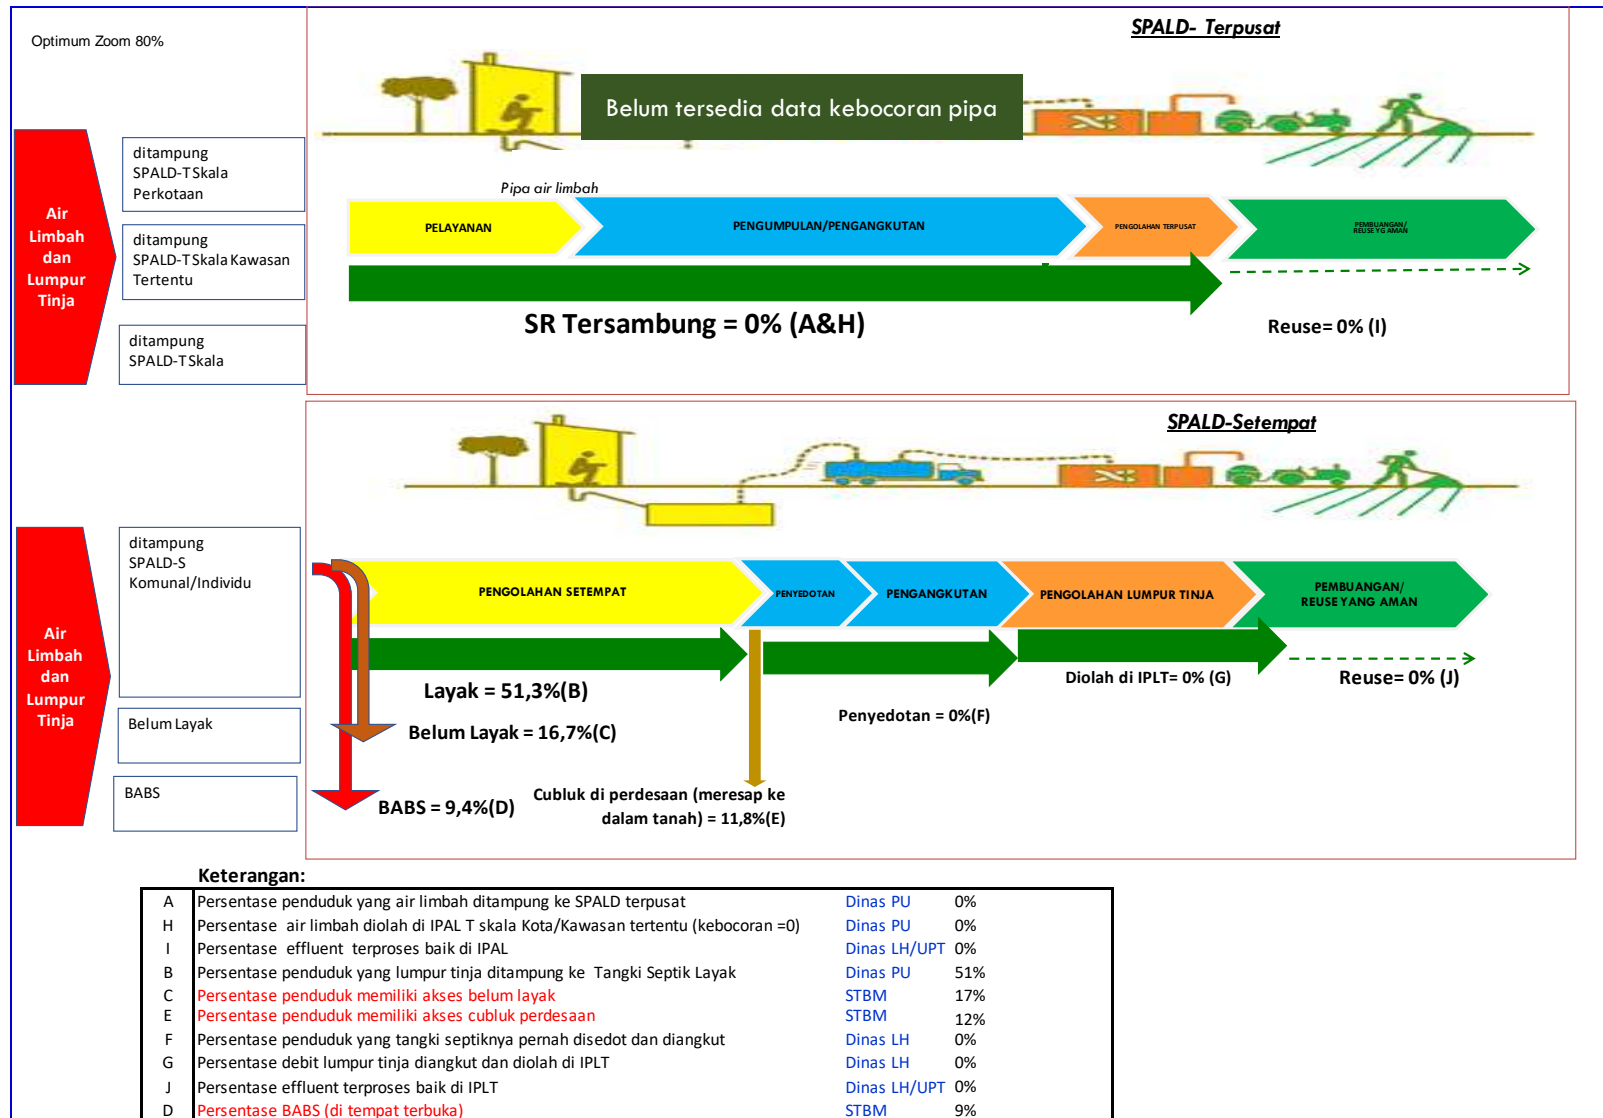 Optimum Zoom 80%
SPALD- Terpusat
Belum tersedia data kebocoran pipa
Air
Limbah
dan
Lumpur
Tinja
ditampung
SPALD-T Skala
Perkotaan
ditampung
SPALD-T Skala Kawasan
Tertentu
ditampung
SPALD-T Skala
Pipa air limbah
PELAYANAN
PENGUMPULAN/PENGANGKUTAN
PENGOLAHAN TERPUSAT
PEMBUANGAN/
REUSE YG AMAN
SR Tersambung = 0% (A&H)
Reuse= 0% (I)
SPALD-Setempat
Air
Limbah
dan
Lumpur
Tinja
ditampung
SPALD-S
Komunal/Individu
Belum Layak
BABS
PENGOLAHAN SETEMPAT
PENYEDOTAN
PENGANGKUTAN
PENGOLAHAN LUMPUR TINJA
PEMBUANGAN/
REUSE YANG AMAN
Layak = 51,3%(B)
Belum Layak = 16,7%(C)
BABS = 9,4%(D)
Cubluk di perdesaan (meresap ke
dalam tanah) = 11,8%(E)
Penyedotan = 0%(F)
Diolah di IPLT= 0% (G)
Reuse= 0% (J)
Keterangan:
A Persentase penduduk yang air limbah ditampung ke SPALD terpusat Dinas PU 0%
H Persentase air limbah diolah di IPAL T skala Kota/Kawasan tertentu (kebocoran =0) Dinas PU 0%
I Persentase effluent terproses baik di IPAL Dinas LH/UPT 0%
B Persentase penduduk yang lumpur tinja ditampung ke Tangki Septik Layak Dinas PU 51%
C Persentase penduduk memiliki akses belum layak STBM 17%
E Persentase penduduk memiliki akses cubluk perdesaan STBM 12%
F Persentase penduduk yang tangki septiknya pernah disedot dan diangkut Dinas LH 0%
G Persentase debit lumpur tinja diangkut dan diolah di IPLT Dinas LH 0%
J Persentase effluent terproses baik di IPLT Dinas LH/UPT 0%
D Persentase BABS (di tempat terbuka) STBM 9%